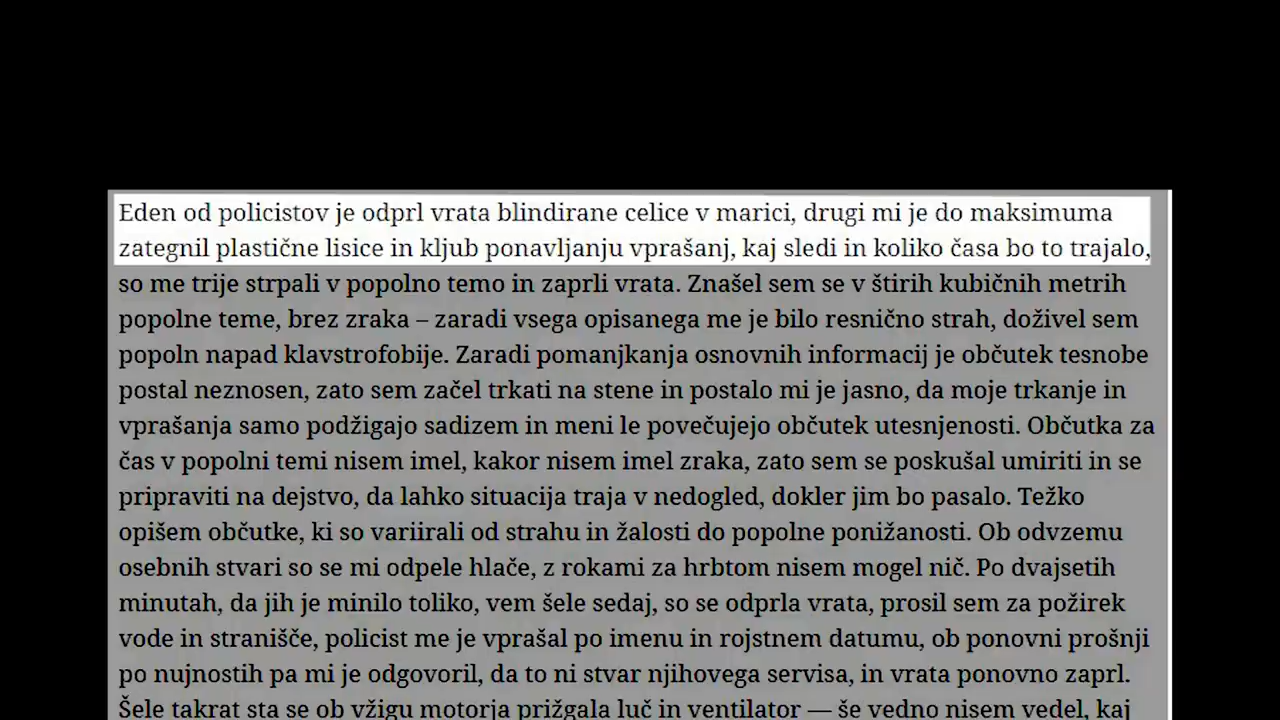 Eden od policistov je odprl vrata blindirane celice v marici, drugi mi je do maksimuma
zategnil plastične lisice in kljub ponavljanju vprašanj, kaj sledi in koliko časa bo to trajalo,
so me trije strpali v popolno temo in zaprli vrata. Znašel sem se v štirih kubičnih metrih
popolne teme, brez zraka – zaradi vsega opisanega me je bilo resnično strah, doživel sem
popoln napad klavstrofobije. Zaradi pomanjkanja osnovnih informacij je občutek tesnobe
postal neznosen, zato sem začel trkati na stene in postalo mi je jasno, da moje trkanje in
vprašanja samo podžigajo sadizem in meni le povečujejo občutek utesnjenosti. Občutka za
čas v popolni temi nisem imel, kakor nisem imel zraka, zato sem se poskušal umiriti in se
pripraviti na dejstvo, da lahko situacija traja v nedogled, dokler jim bo pasalo. Težko
opišem občutke, ki so variirali od strahu in žalosti do popolne ponižanosti. Ob odvzemu
osebnih stvari so se mi odpele hlače, z rokami za hrbtom nisem mogel nič. Po dvajsetih
minutah, da jih je minilo toliko, vem šele sedaj, so se odprla vrata, prosil sem za požirek
vode in stranišče, policist me je vprašal po imenu in rojstnem datumu, ob ponovni prošnji
po nujnostih pa mi je odgovoril, da to ni stvar njihovega servisa, in vrata ponovno zaprl.
Šele takrat sta se ob vžigu motorja prižgala luč in ventilator — še vedno nisem vedel, kaj